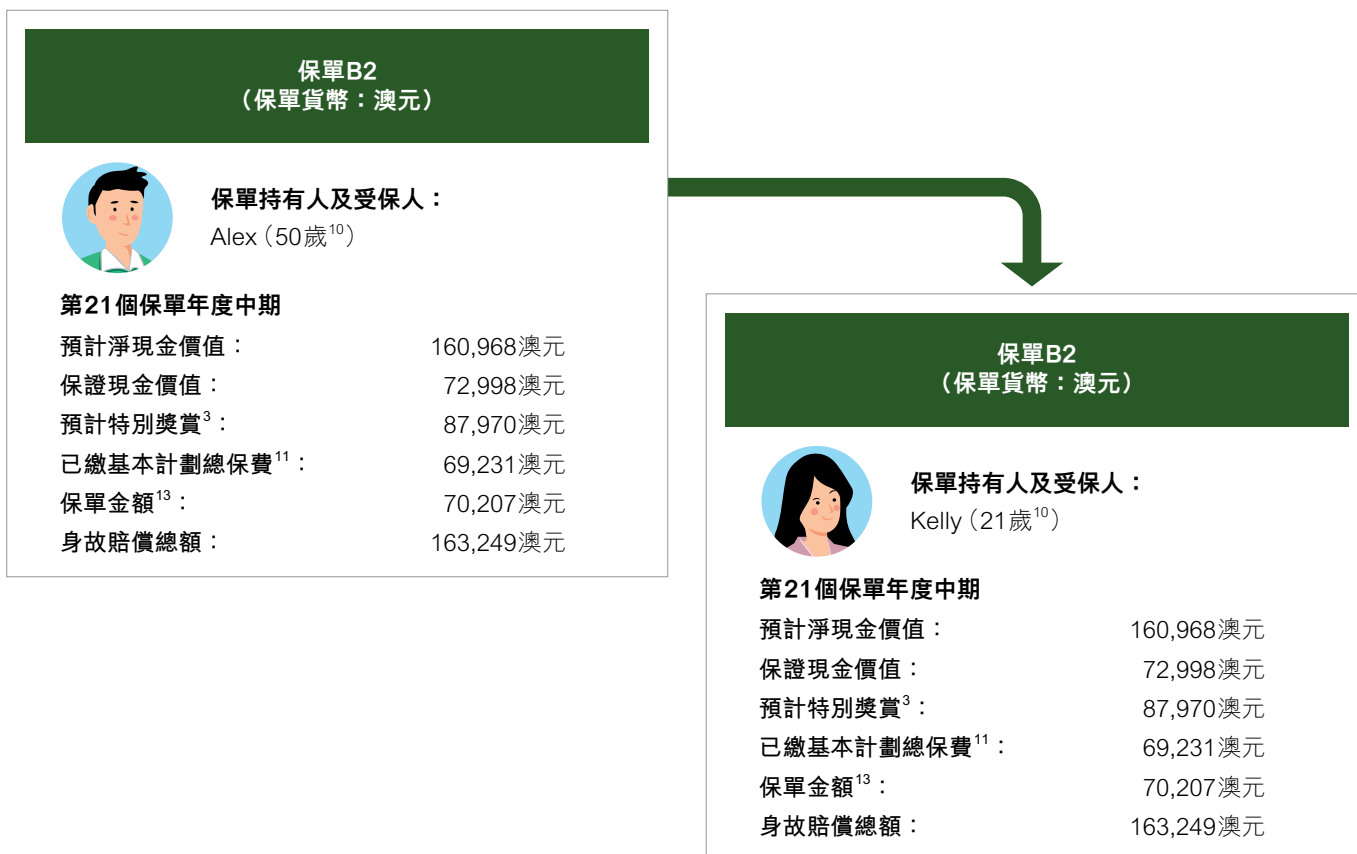 保單B2
（保單貨幣：澳元）
保單持有人及受保人：
Alex（50歲10）
第21個保單年度中期
預計淨現金價值： 160,968澳元
保證現金價值： 72,998澳元
預計特別獎賞3： 87,970澳元
已繳基本計劃總保費11： 69,231澳元
保單金額13： 70,207澳元
身故賠償總額： 163,249澳元
保單B2
（保單貨幣：澳元）
保單持有人及受保人：
Kelly（21歲10）
第21個保單年度中期
預計淨現金價值： 160,968澳元
保證現金價值： 72,998澳元
預計特別獎賞3： 87,970澳元
已繳基本計劃總保費11： 69,231澳元
保單金額13： 70,207澳元
身故賠償總額： 163,249澳元